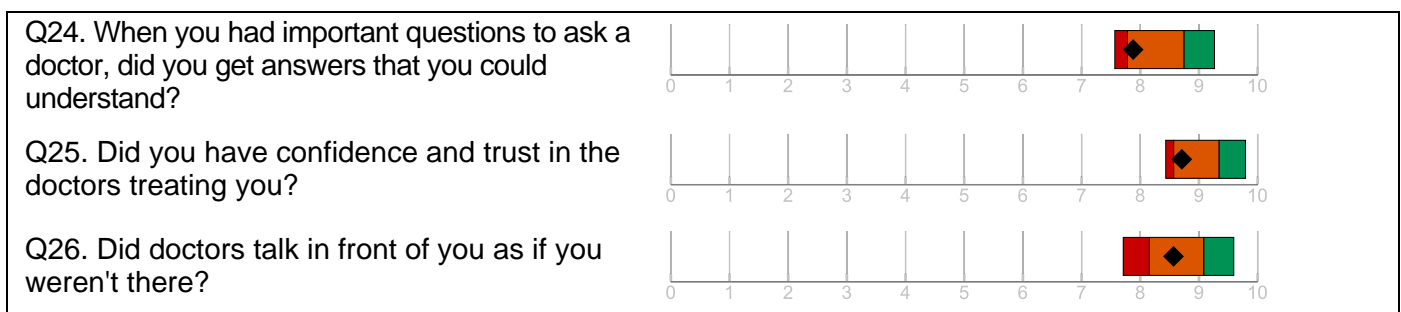 Q24. When you had important questions to ask a
doctor, did you get answers that you could
understand?
0 1 2 3 4 5 6 7 8 9 10
Q25. Did you have confidence and trust in the
doctors treating you?
0 1 2 3 4 5 6 7 8 9 10
Q26. Did doctors talk in front of you as if you
weren't there?
0 1 2 3 4 5 6 7 8 9 10